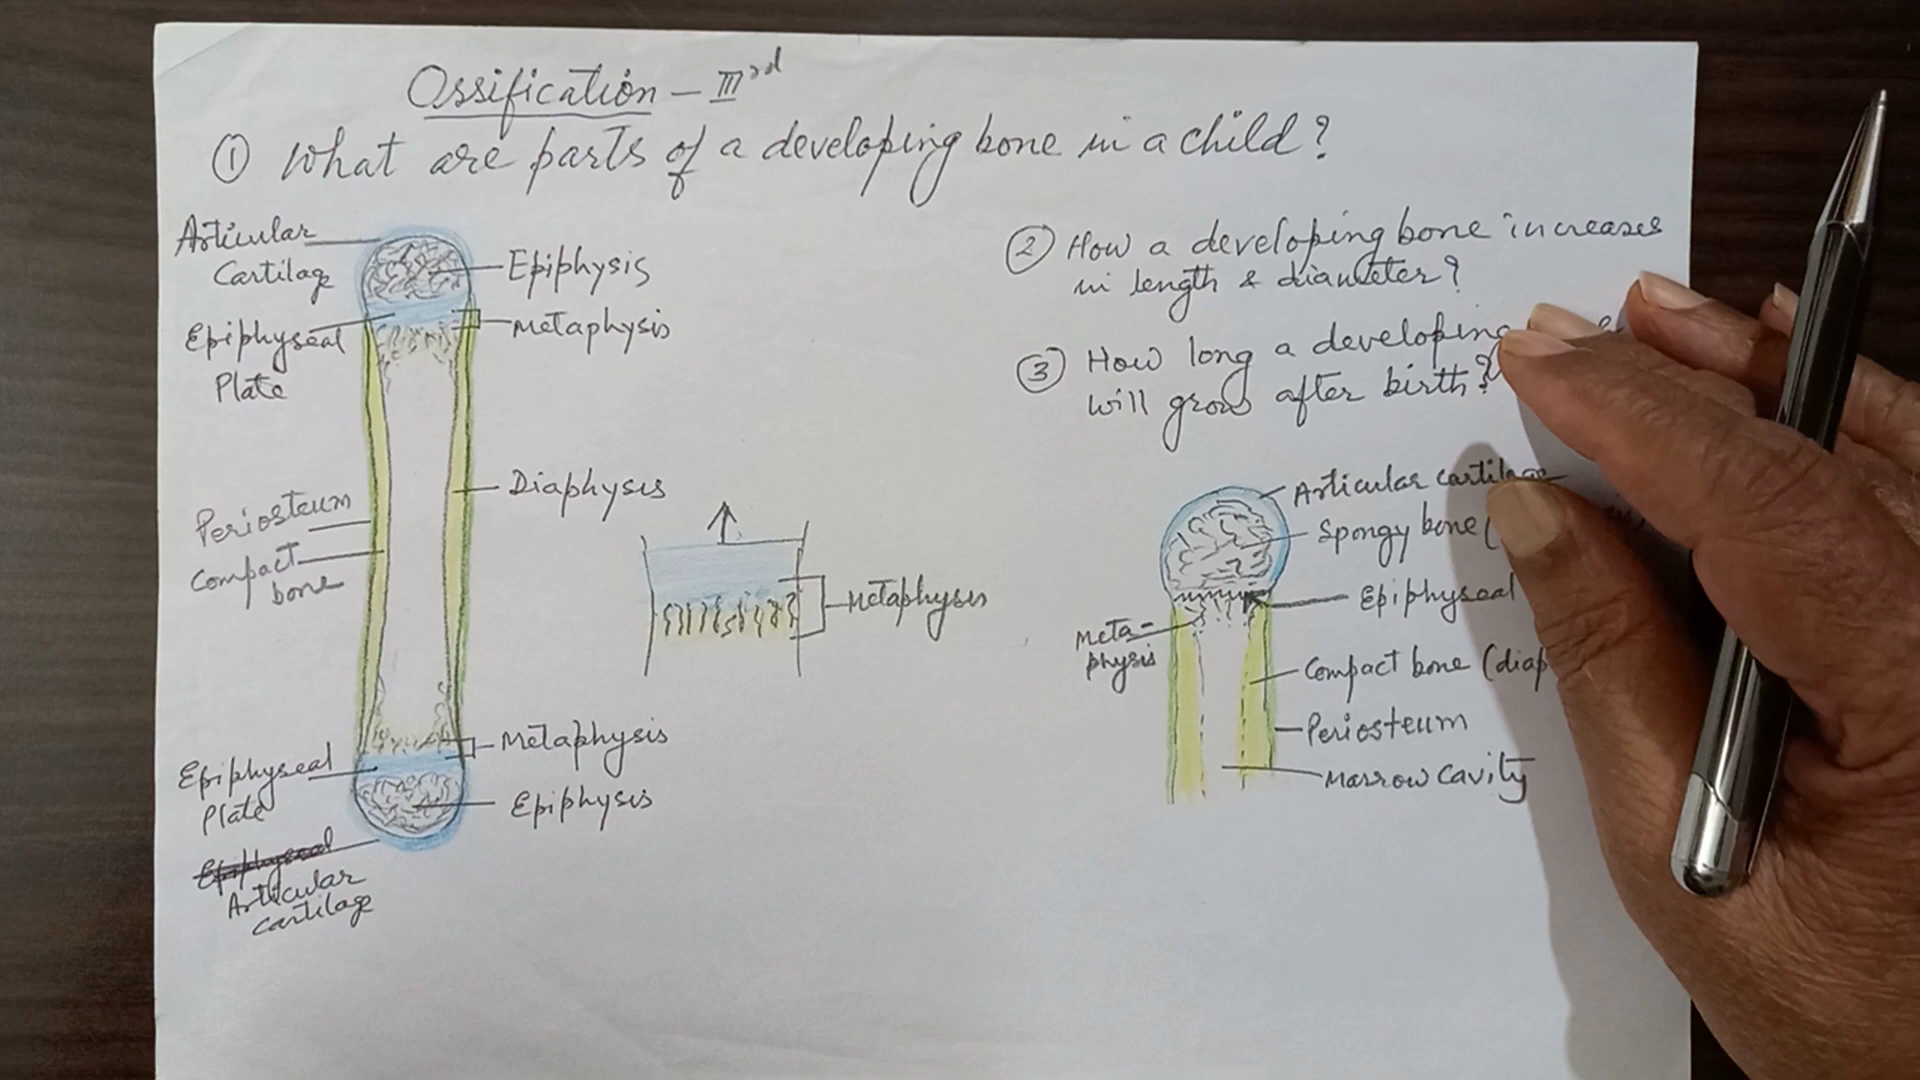 Ossification - IIIrd
① What are parts of a developing bone in a child?
Articular
Cartilage
Epiphysis
Epiphyseal
Plate
Metaphysis
Periosteum
Compact
bone
Diaphysis
Metaphysis
Epiphyseal
Plate
Epiphysis
Articular
cartilage
Metaphysis
② How a developing bone increases
in length & diameter?
③ How long a developing
will grow after birth?
Articular cartilage
Spongy bone (
Epiphyseal
Meta-
physis
Compact bone (diap
Periosteum
Marrow Cavity